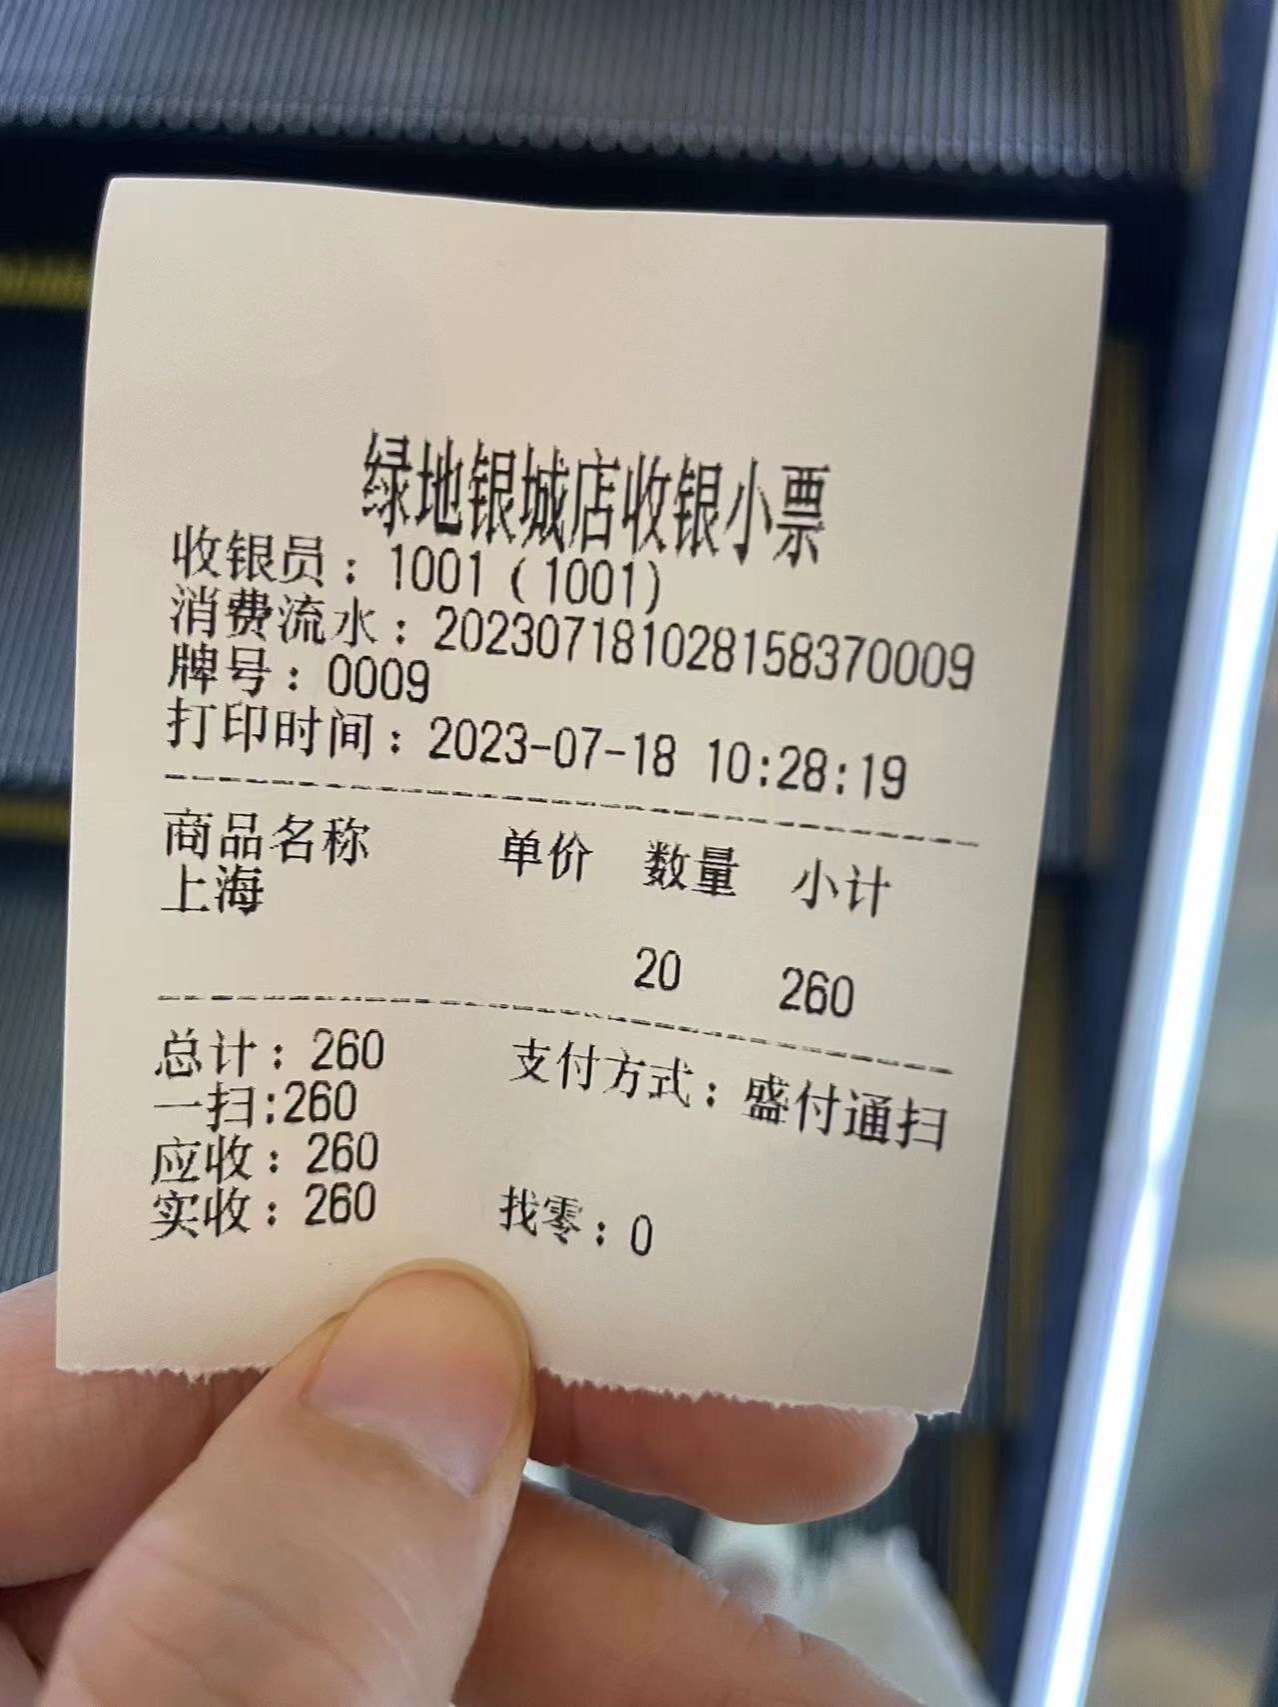 绿地银城店收银小票
收银员：1001（1001）
消费流水：202307181028158370009
牌号：0009
打印时间：2023-07-18 10:28:19
商品名称 单价 数量 小计
上海
20 260
总计：260 支付方式：盛付通扫
一扫:260
应收：260
实收：260 找零：0